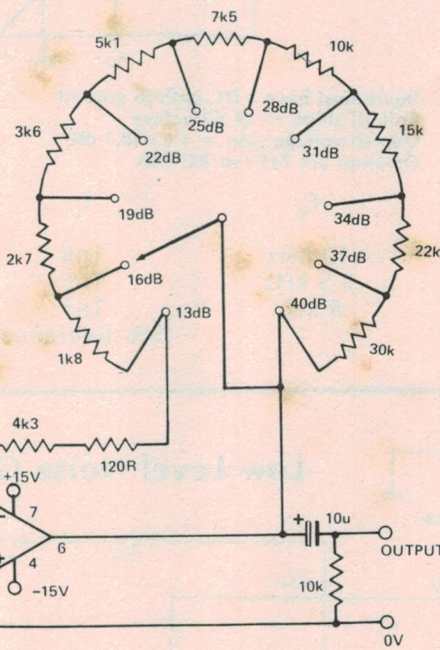 7k5
5k1
10k
25dB
28dB
3k6
22dB
31dB
15k
19dB
34dB
2k7
16dB
37dB
22k
13dB
40dB
1k8
30k
4k3
120R
+15V
7
6
4
-15V
+
10u
OUTPUT
10k
0V